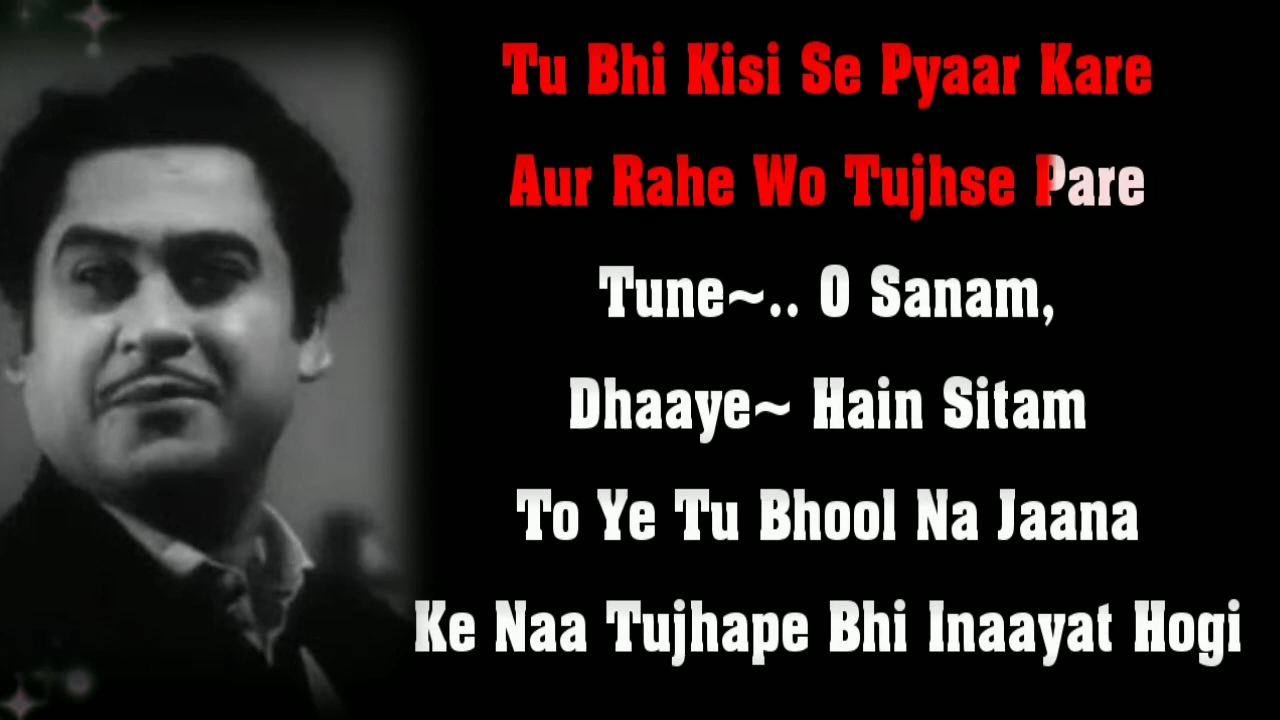 Tu Bhi Kisi Se Pyaar Kare
Aur Rahe Wo Tujhse Pare
Tune~.. O Sanam,
Dhaaye~ Hain Sitam
To Ye Tu Bhool Na Jaana
Ke Naa Tujhape Bhi Inaayat Hogi